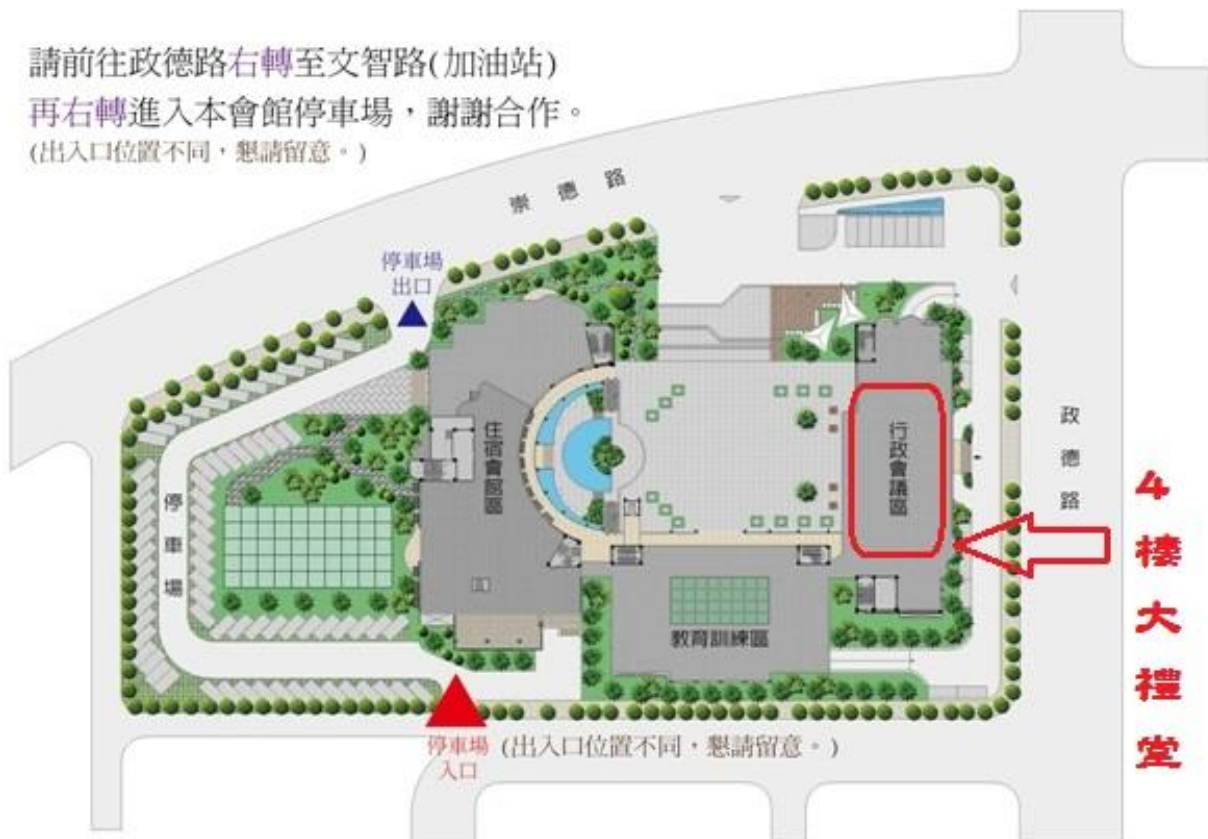 請前往政德路右轉至文智路(加油站)
再右轉進入本會館停車場，謝謝合作。
(出入口位置不同，懇請留意。)
崇德路
停車場
出口
住宿會館區
行政會議區
政德路
停車場
教育訓練區
4樓大禮堂
停車場
入口
(出入口位置不同，懇請留意。)